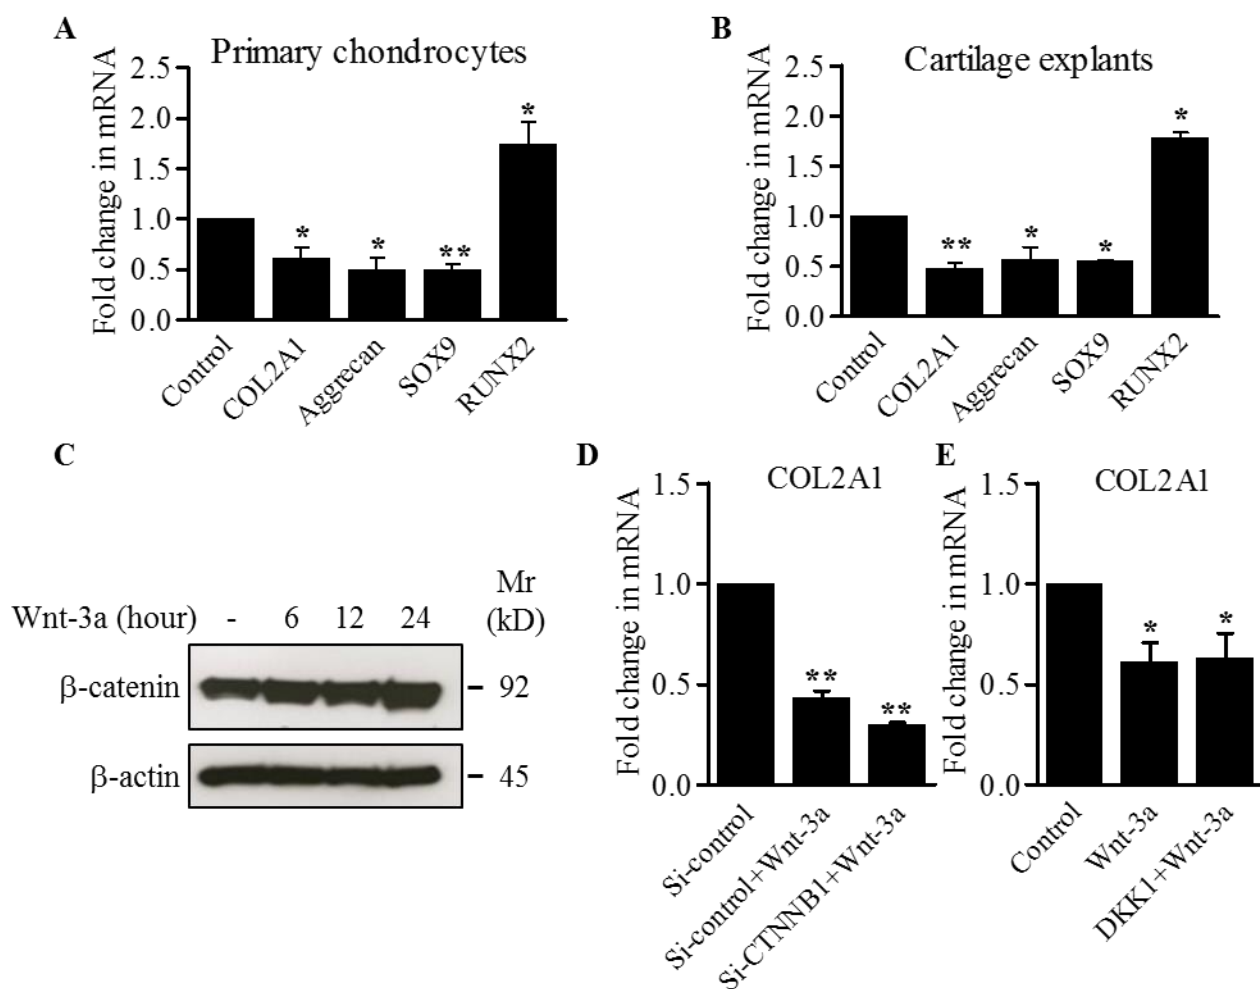 A
Primary chondrocytes
Fold change in mRNA
2.5
2.0
1.5
1.0
0.5
0.0
*
*
**
*
Control
COL2A1
Aggrecan
SOX9
RUNX2
B
Cartilage explants
Fold change in mRNA
2.5
2.0
1.5
1.0
0.5
0.0
**
*
*
*
Control
COL2A1
Aggrecan
SOX9
RUNX2
C
Mr
Wnt-3a (hour) - 6 12 24 (kD)
β-catenin - 92
β-actin - 45
D
COL2A1
Fold change in mRNA
1.5
1.0
0.5
0.0
**
**
Si-control
Si-control+Wnt-3a
Si-CTNNB1+Wnt-3a
E
COL2A1
Fold change in mRNA
1.5
1.0
0.5
0.0
*
*
Control
Wnt-3a
DKK1+Wnt-3a